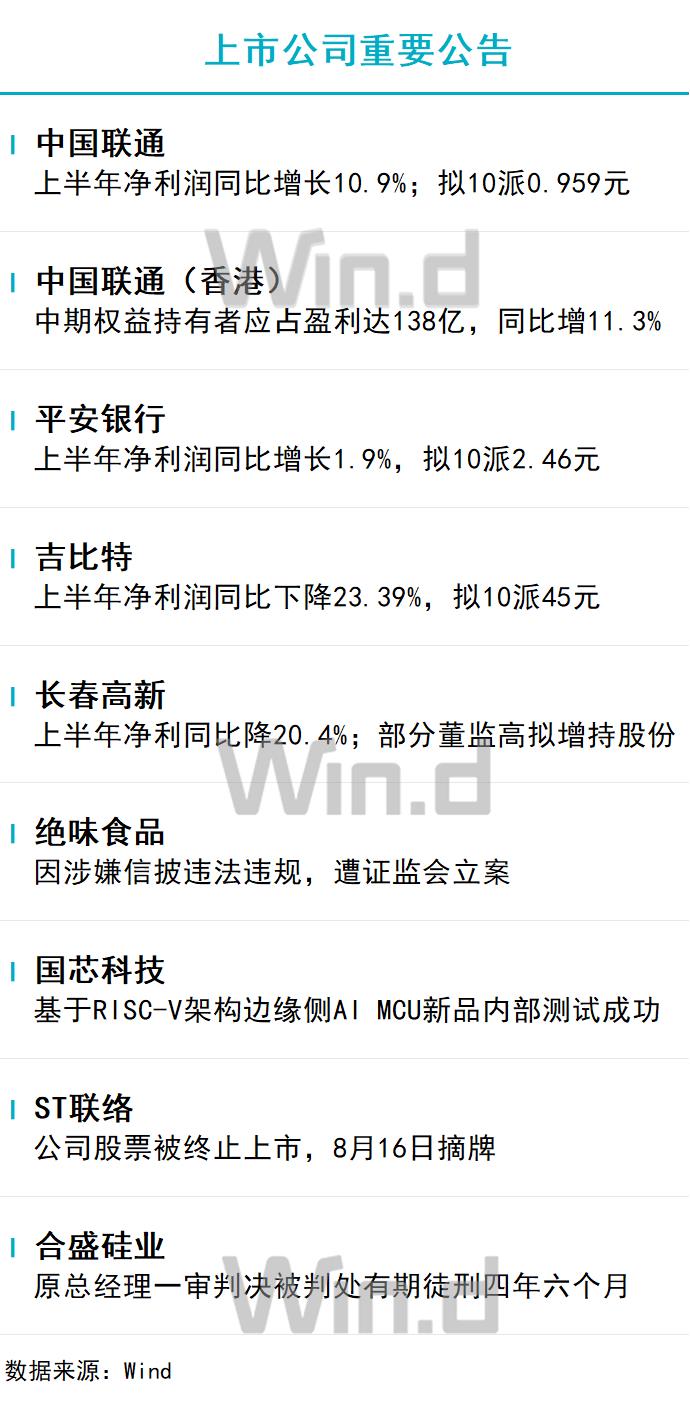 上市公司重要公告
中国联通
上半年净利润同比增长10.9%；拟10派0.959元
中国联通（香港）
中期权益持有者应占盈利达138亿，同比增11.3%
平安银行
上半年净利润同比增长1.9%，拟10派2.46元
吉比特
上半年净利润同比下降23.39%，拟10派45元
长春高新
上半年净利同比降20.4%；部分董监高拟增持股份
绝味食品
因涉嫌信披违法违规，遭证监会立案
国芯科技
基于RISC-V架构边缘侧AI MCU新品内部测试成功
ST联络
公司股票被终止上市，8月16日摘牌
合盛硅业
原总经理一审判决被判处有期徒刑四年六个月
数据来源：Wind
Win.d
Win.d
Win.d